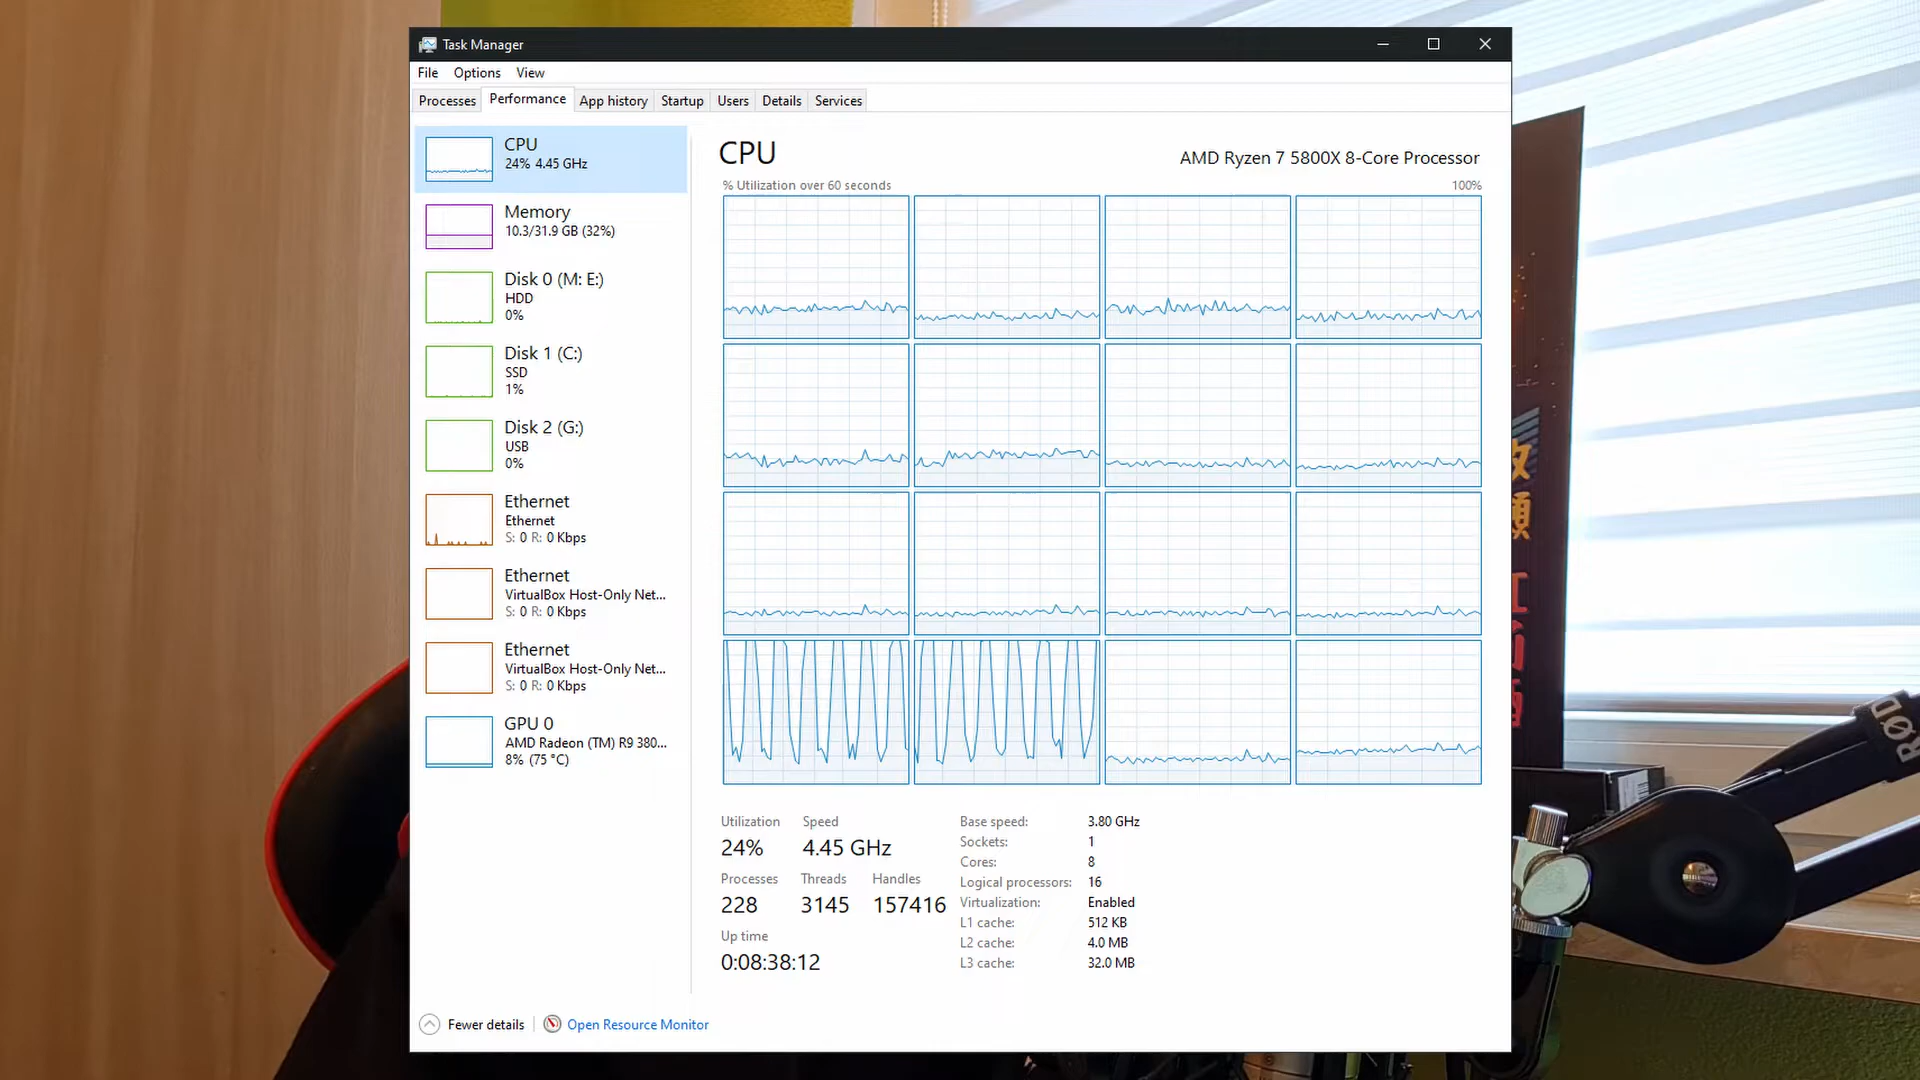 Task Manager
File Options View
Processes Performance App history Startup Users Details Services
CPU
24% 4.45 GHz
Memory
10.3/31.9 GB (32%)
Disk 0 (M: E:)
HDD
0%
Disk 1 (C:)
SSD
1%
Disk 2 (G:)
USB
0%
Ethernet
Ethernet
S: 0 R: 0 Kbps
Ethernet
VirtualBox Host-Only Net...
S: 0 R: 0 Kbps
Ethernet
VirtualBox Host-Only Net...
S: 0 R: 0 Kbps
GPU 0
AMD Radeon (TM) R9 380...
8% (75 °C)
CPU
AMD Ryzen 7 5800X 8-Core Processor
% Utilization over 60 seconds 100%
Utilization Speed
24% 4.45 GHz
Processes Threads Handles
228 3145 157416
Up time
0:08:38:12
Base speed: 3.80 GHz
Sockets: 1
Cores: 8
Logical processors: 16
Virtualization: Enabled
L1 cache: 512 KB
L2 cache: 4.0 MB
L3 cache: 32.0 MB
Fewer details Open Resource Monitor
RØD